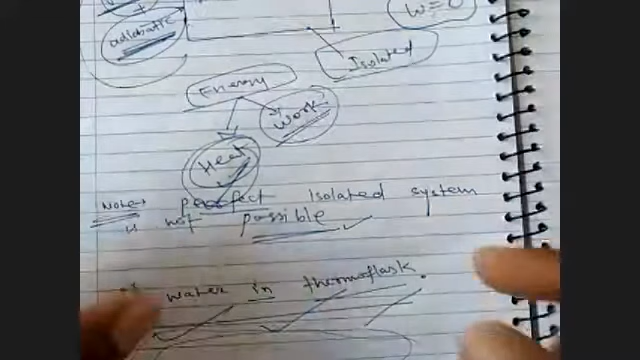 adiabatic
W = 0
Isolated
Energy
Work
Heat
Note→ perfect Isolated system
is not possible
water in thermoflask.